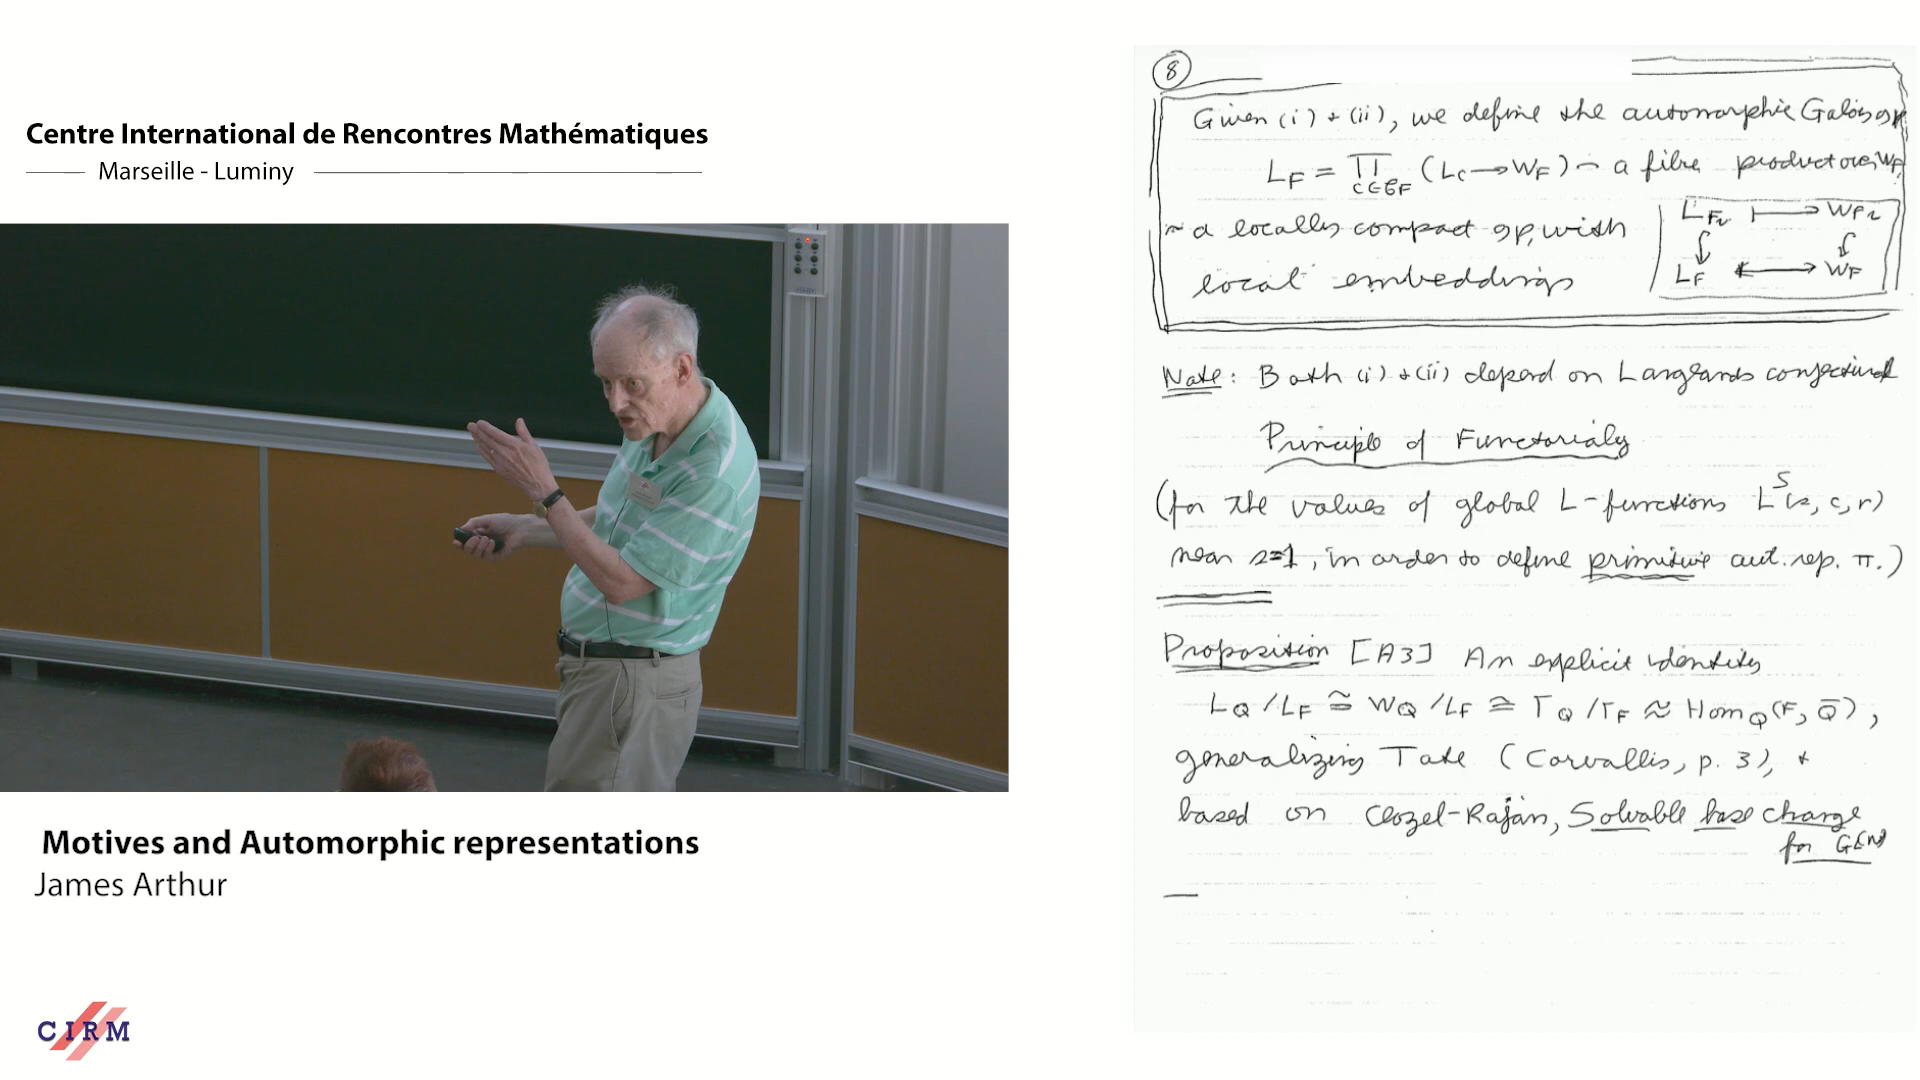 Centre International de Rencontres Mathématiques
Marseille - Luminy
Motives and Automorphic representations
James Arthur
CIRM
8
Given (i) + (ii), we define the automorphic Galois gp
L_F = ∏_{c∈𝒞_F} (L_c → W_F) ~ a fibre product over W_F,
~ a locally compact gp, with
local embeddings
L_{F_v} ↦ W_{F_v}
L_F ⟷ W_F
Note: Both (i) + (ii) depend on Langlands conjectural
Principle of Functorialy
(for the values of global L-functions L^S(s, c, r)
near s=1, in order to define primitive aut. rep. π.)
Proposition [A3] An explicit identity
L_Q / L_F ≅ W_Q / L_F ≅ Γ_Q / Γ_F ≈ Hom_Q(F, Q̄),
generalizing Tate (Corvallis, p. 3), +
based on Clozel-Rajan, Solvable base change
for G(N)